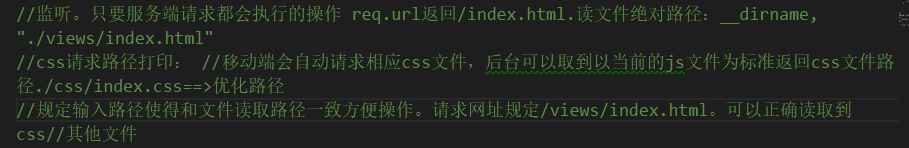 //监听。只要服务端请求都会执行的操作 req.url返回/index.html.读文件绝对路径：__dirname,
"./views/index.html"
//css请求路径打印： //移动端会自动请求相应css文件，后台可以取到以当前的js文件为标准返回css文件路
径./css/index.css==>优化路径
//规定输入路径使得和文件读取路径一致方便操作。请求网址规定/views/index.html。可以正确读取到
css//其他文件